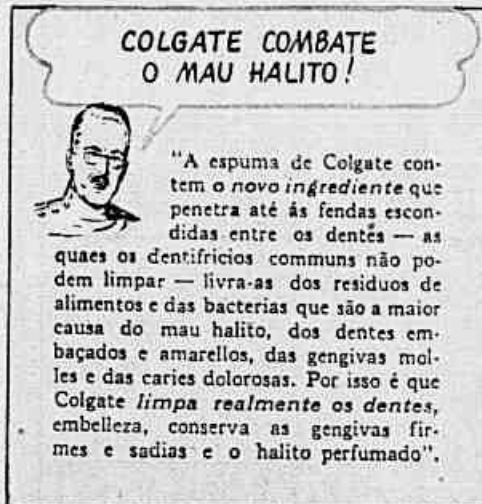 COLGATE COMBATE
O MAU HALITO!
"A espuma de Colgate con-
tem o novo ingrediente que
penetra até ás fendas escon-
didas entre os dentes — as
quaes os dentifricios communs não po-
dem limpar — livra-as dos residuos de
alimentos e das bacterias que são a maior
causa do mau halito, dos dentes em-
baçados e amarellos, das gengivas mol-
les e das caries dolorosas. Por isso é que
Colgate limpa realmente os dentes,
embelleza, conserva as gengivas fir-
mes e sadias e o halito perfumado".